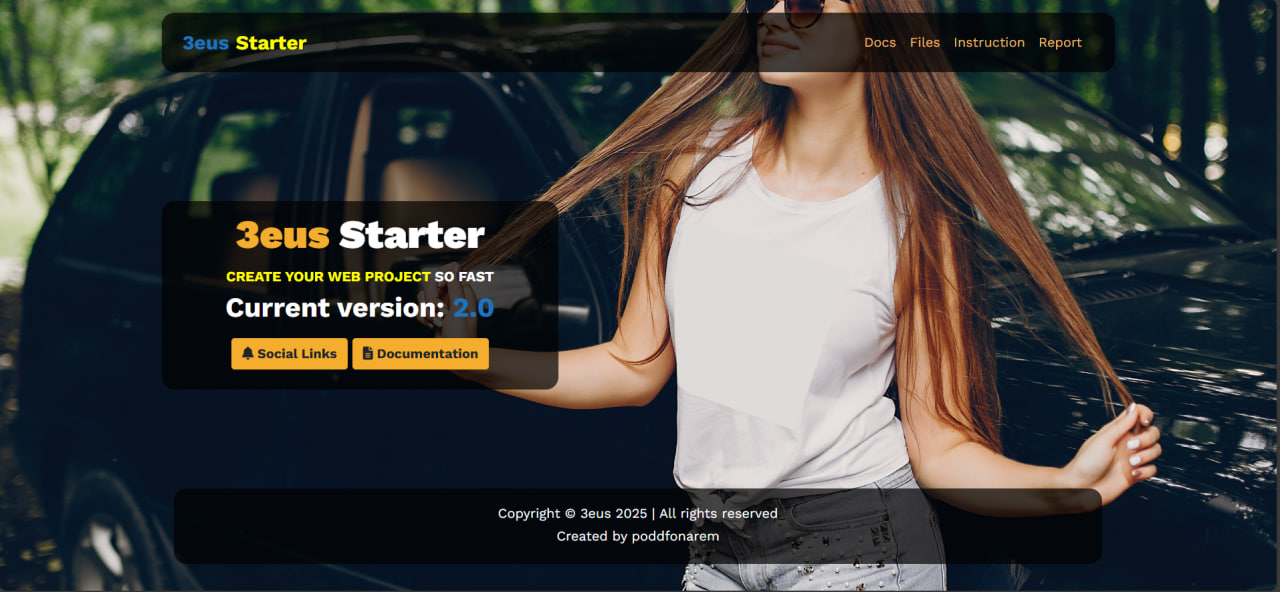 3eus Starter
Docs Files Instruction Report
3eus Starter
CREATE YOUR WEB PROJECT SO FAST
Current version: 2.0
Social Links Documentation
Copyright © 3eus 2025 | All rights reserved
Created by poddfonarem